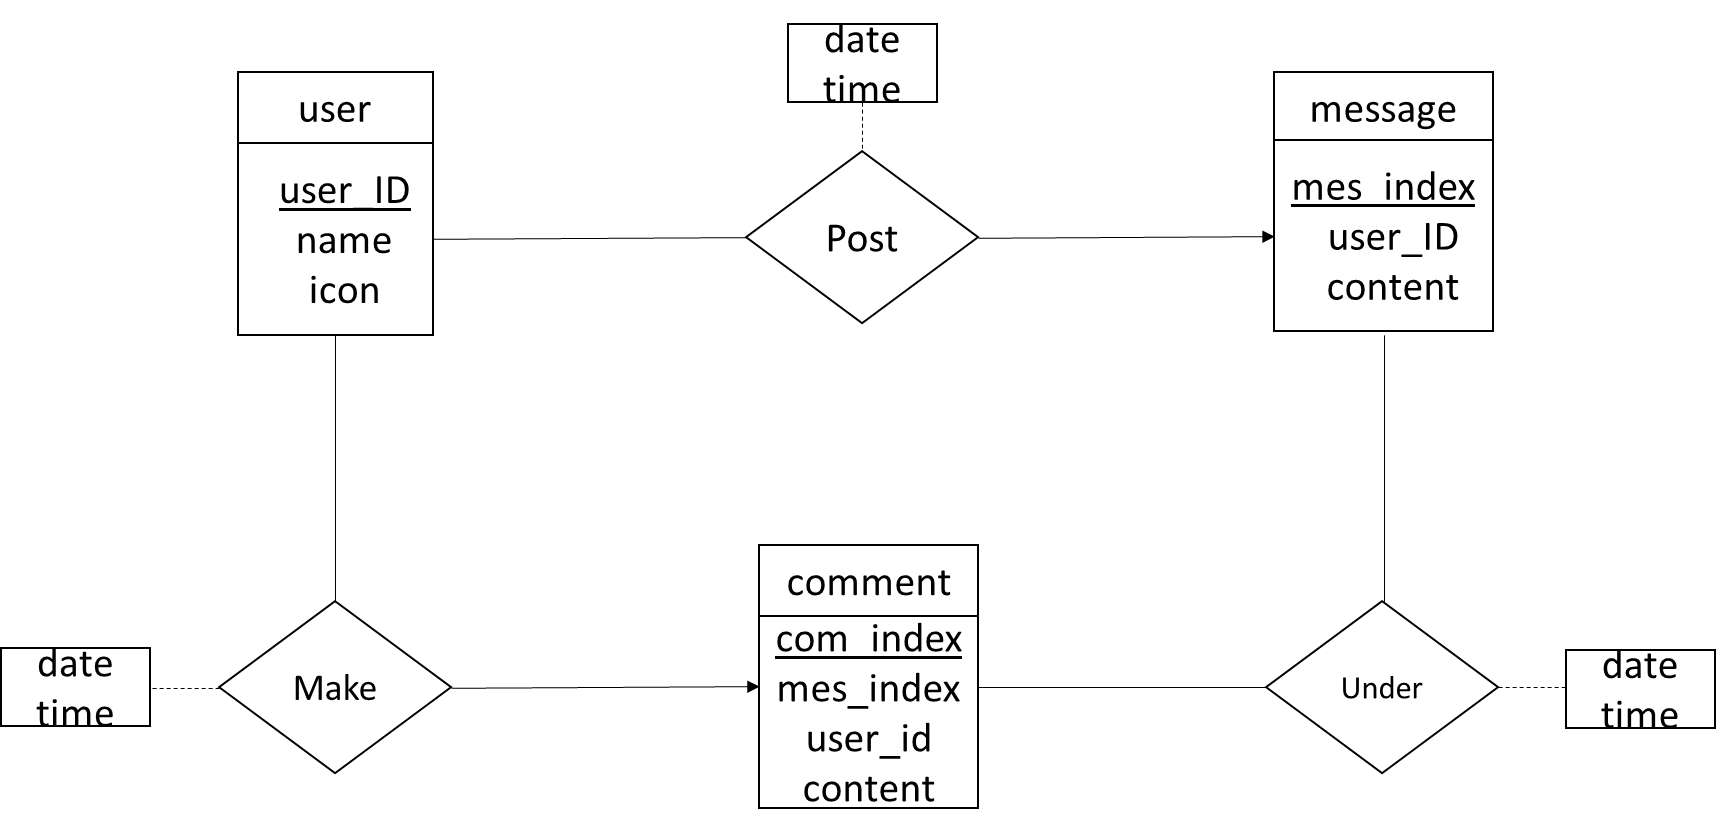 date
time
user
user_ID
name
icon
Post
message
mes_index
user_ID
content
date
time
Make
comment
com_index
mes_index
user_id
content
Under
date
time